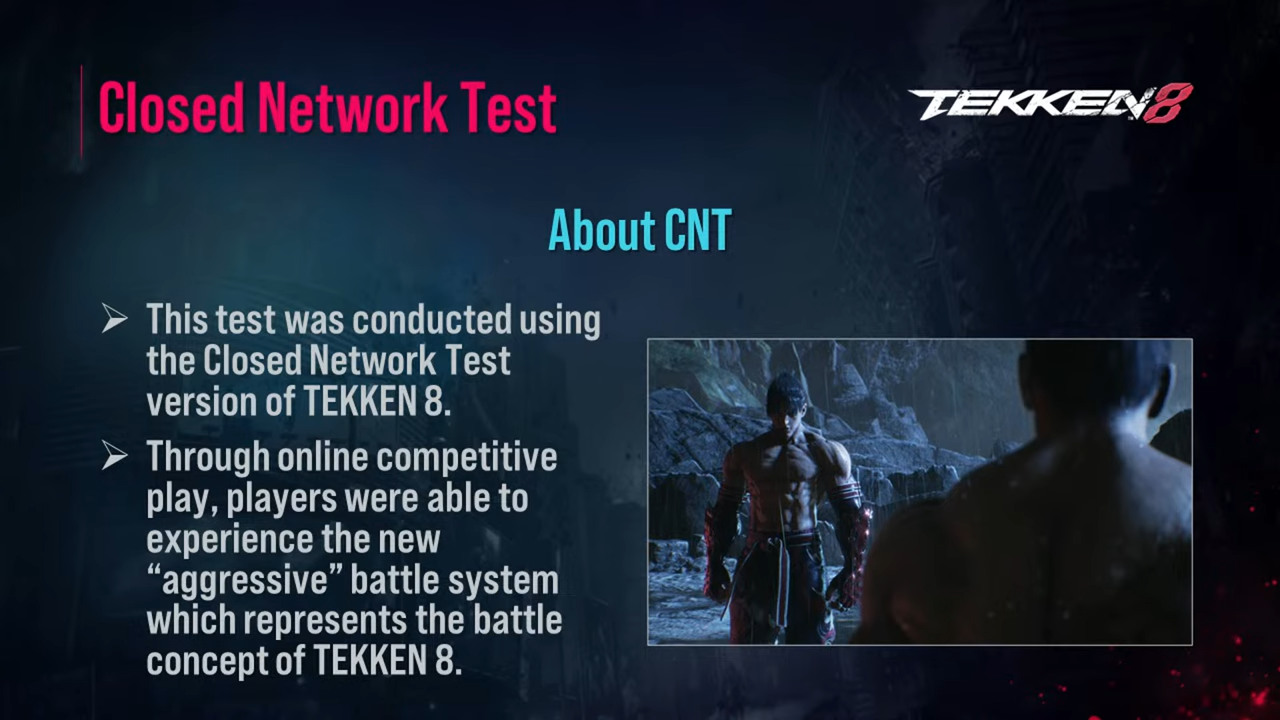 Closed Network Test
TEKKEN 8
About CNT
➢ This test was conducted using
the Closed Network Test
version of TEKKEN 8.
➢ Through online competitive
play, players were able to
experience the new
“aggressive” battle system
which represents the battle
concept of TEKKEN 8.